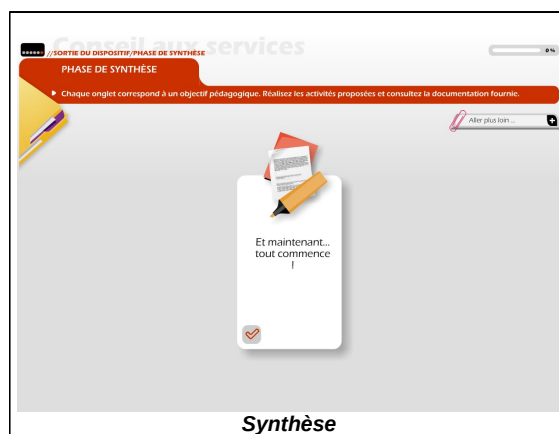 Conseil aux services
//SORTIE DU DISPOSITIF/PHASE DE SYNTHÈSE
0 %
PHASE DE SYNTHÈSE
Chaque onglet correspond à un objectif pédagogique. Réalisez les activités proposées et consultez la documentation fournie.
Aller plus loin ...
Et maintenant...
tout commence
!
Synthèse